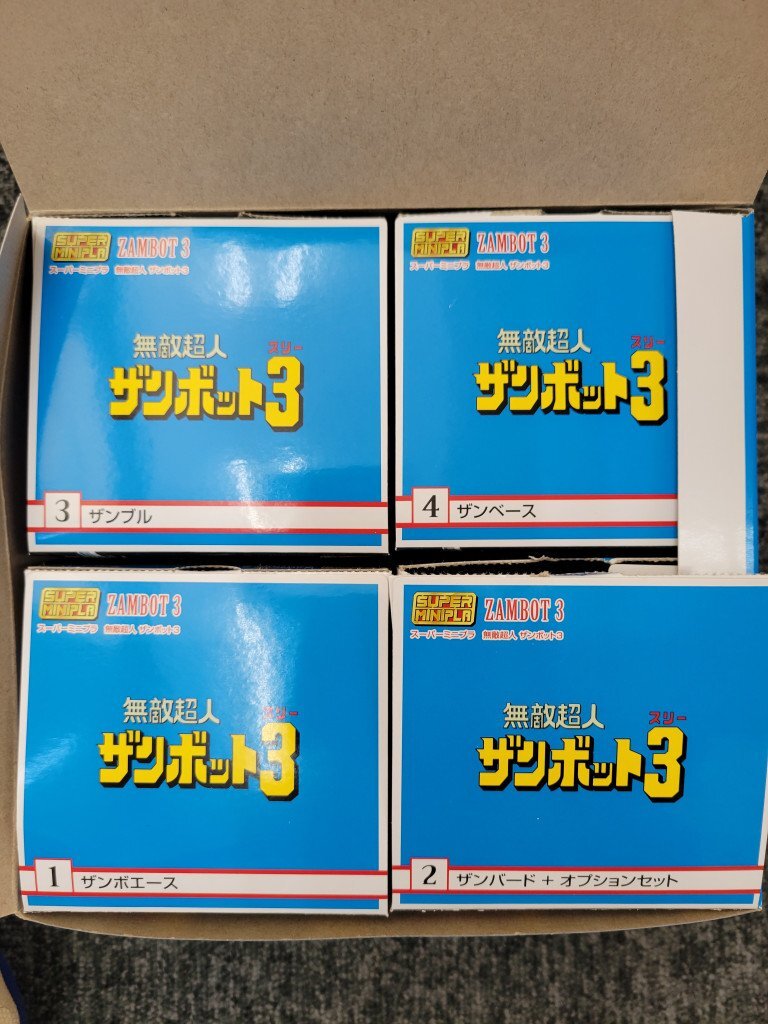 SUPER
MINIPLA
ZAMBOT 3
スーパーミニプラ 無敵超人 ザンボット3
無敵超人
スリー
ザンボット3
3 ザンブル
SUPER
MINIPLA
ZAMBOT 3
スーパーミニプラ 無敵超人 ザンボット3
無敵超人
スリー
ザンボット3
4 ザンベース
SUPER
MINIPLA
ZAMBOT 3
スーパーミニプラ 無敵超人 ザンボット3
無敵超人
スリー
ザンボット3
1 ザンボエース
SUPER
MINIPLA
ZAMBOT 3
スーパーミニプラ 無敵超人 ザンボット3
無敵超人
スリー
ザンボット3
2 ザンバード + オプションセット